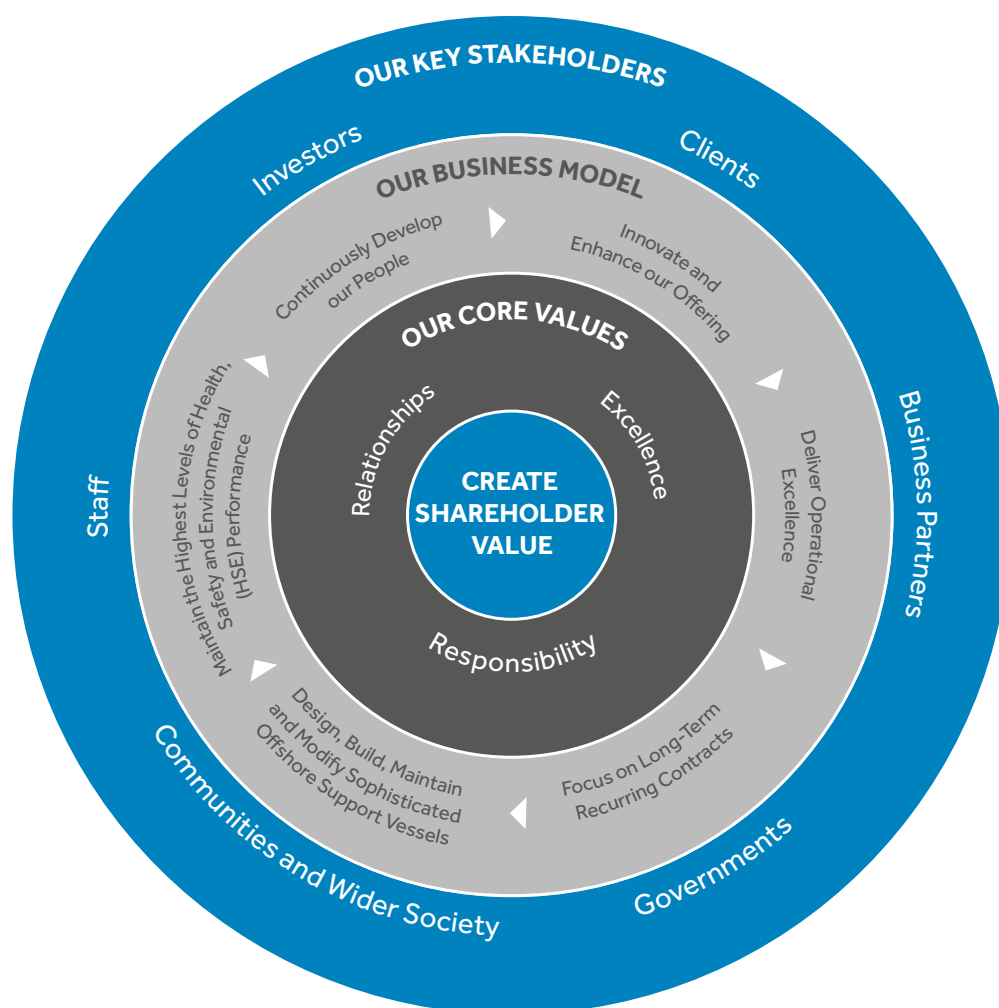 OUR KEY STAKEHOLDERS
Investors
Clients
Business Partners
Governments
Communities and Wider Society
Staff
OUR BUSINESS MODEL
Continuously Develop
our People
Innovate and
Enhance our Offering
Deliver Operational
Excellence
Focus on Long-Term
Recurring Contracts
Design, Build, Maintain
and Modify Sophisticated
Offshore Support Vessels
Maintain the Highest Levels of Health,
Safety and Environmental
(HSE) Performance
OUR CORE VALUES
Relationships
Excellence
Responsibility
CREATE
SHAREHOLDER
VALUE